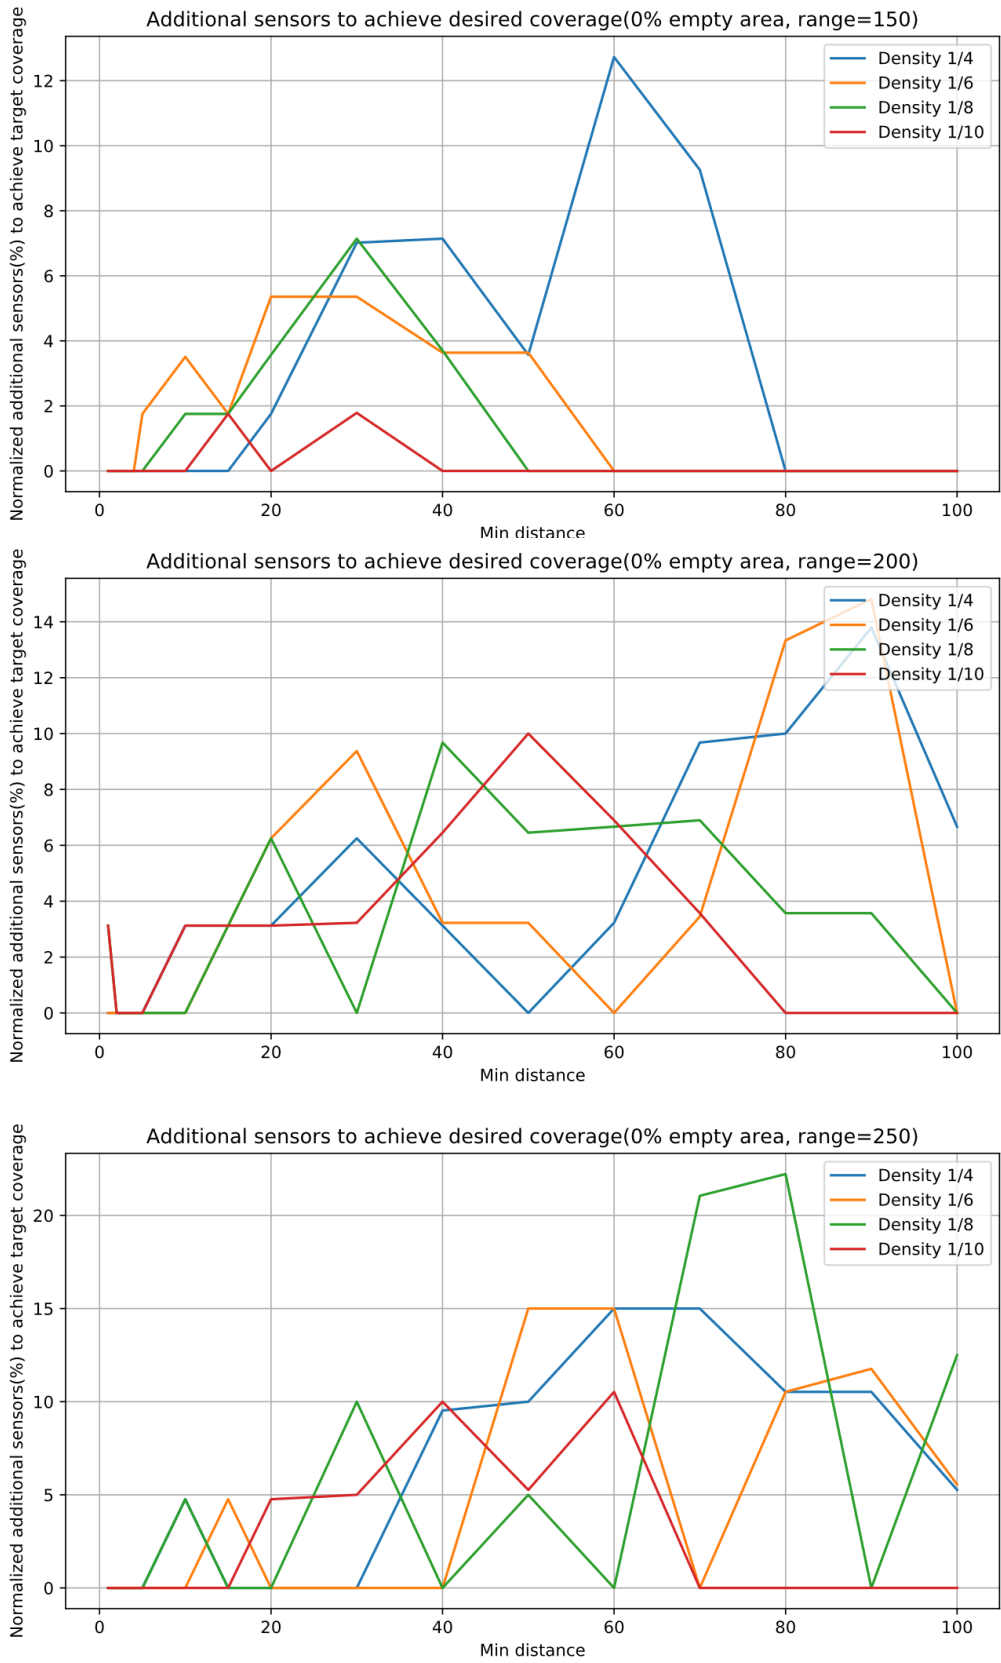 Additional sensors to achieve desired coverage(0% empty area, range=150)
Normalized additional sensors(%) to achieve target coverage
12
10
8
6
4
2
0
Density 1/4
Density 1/6
Density 1/8
Density 1/10
0 20 40 60 80 100
Min distance
Additional sensors to achieve desired coverage(0% empty area, range=200)
Normalized additional sensors(%) to achieve target coverage
14
12
10
8
6
4
2
0
Density 1/4
Density 1/6
Density 1/8
Density 1/10
0 20 40 60 80 100
Min distance
Additional sensors to achieve desired coverage(0% empty area, range=250)
Normalized additional sensors(%) to achieve target coverage
20
15
10
5
0
Density 1/4
Density 1/6
Density 1/8
Density 1/10
0 20 40 60 80 100
Min distance